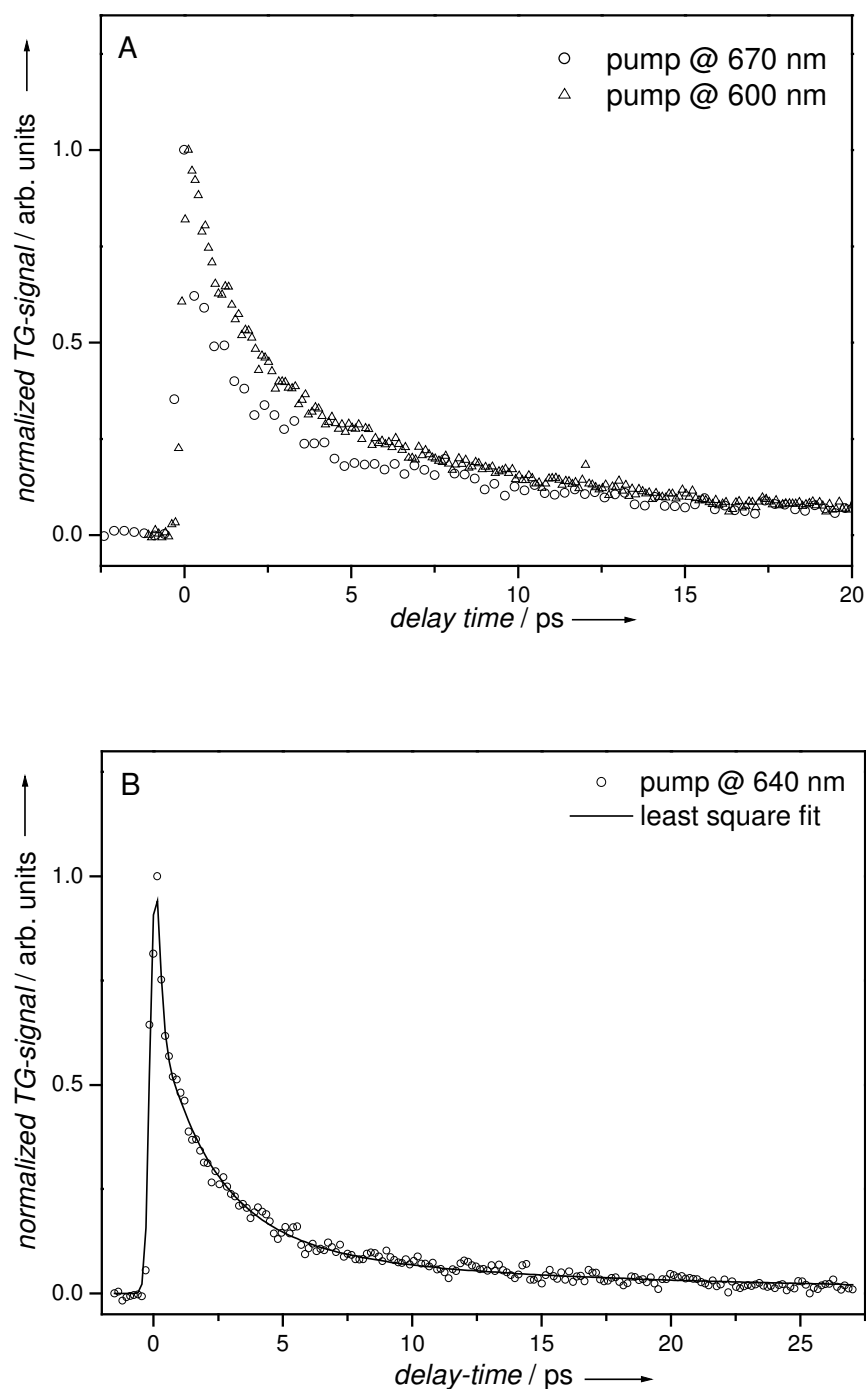 A
pump @ 670 nm
pump @ 600 nm
normalized TG-signal / arb. units
1.0
0.5
0.0
0 5 10 15 20
delay time / ps
B
pump @ 640 nm
least square fit
normalized TG-signal / arb. units
1.0
0.5
0.0
0 5 10 15 20 25
delay-time / ps